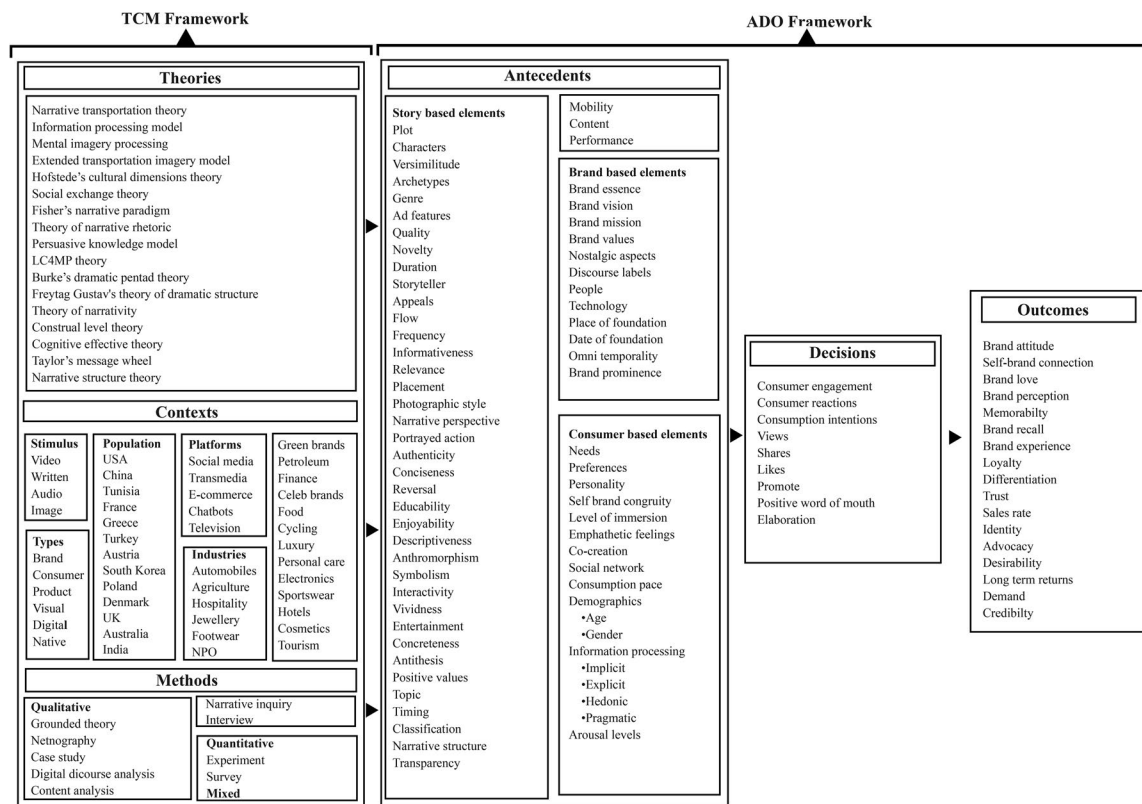 TCM Framework
ADO Framework
Theories
Narrative transportation theory
Information processing model
Mental imagery processing
Extended transportation imagery model
Hofstede's cultural dimensions theory
Social exchange theory
Fisher's narrative paradigm
Theory of narrative rhetoric
Persuasive knowledge model
LC4MP theory
Burke's dramatic pentad theory
Freytag Gustav's theory of dramatic structure
Theory of narrativity
Construal level theory
Cognitive effective theory
Taylor's message wheel
Narrative structure theory
Contexts
Stimulus
Video
Written
Audio
Image
Types
Brand
Consumer
Product
Visual
Digital
Native
Population
USA
China
Tunisia
France
Greece
Turkey
Austria
South Korea
Poland
Denmark
UK
Australia
India
Platforms
Social media
Transmedia
E-commerce
Chatbots
Television
Industries
Automobiles
Agriculture
Hospitality
Jewellery
Footwear
NPO
Green brands
Petroleum
Finance
Celeb brands
Food
Cycling
Luxury
Personal care
Electronics
Sportswear
Hotels
Cosmetics
Tourism
Methods
Qualitative
Grounded theory
Netnography
Case study
Digital dicourse analysis
Content analysis
Narrative inquiry
Interview
Quantitative
Experiment
Survey
Mixed
Antecedents
Story based elements
Plot
Characters
Versimilitude
Archetypes
Genre
Ad features
Quality
Novelty
Duration
Storyteller
Appeals
Flow
Frequency
Informativeness
Relevance
Placement
Photographic style
Narrative perspective
Portrayed action
Authenticity
Conciseness
Reversal
Educability
Enjoyability
Descriptiveness
Anthromorphism
Symbolism
Interactivity
Vividness
Entertainment
Concreteness
Antithesis
Positive values
Topic
Timing
Classification
Narrative structure
Transparency
Mobility
Content
Performance
Brand based elements
Brand essence
Brand vision
Brand mission
Brand values
Nostalgic aspects
Discourse labels
People
Technology
Place of foundation
Date of foundation
Omni temporality
Brand prominence
Consumer based elements
Needs
Preferences
Personality
Self brand congruity
Level of immersion
Emphathetic feelings
Co-creation
Social network
Consumption pace
Demographics
•Age
•Gender
Information processing
•Implicit
•Explicit
•Hedonic
•Pragmatic
Arousal levels
Decisions
Consumer engagement
Consumer reactions
Consumption intentions
Views
Shares
Likes
Promote
Positive word of mouth
Elaboration
Outcomes
Brand attitude
Self-brand connection
Brand love
Brand perception
Memorabilty
Brand recall
Brand experience
Loyalty
Differentiation
Trust
Sales rate
Identity
Advocacy
Desirability
Long term returns
Demand
Credibilty